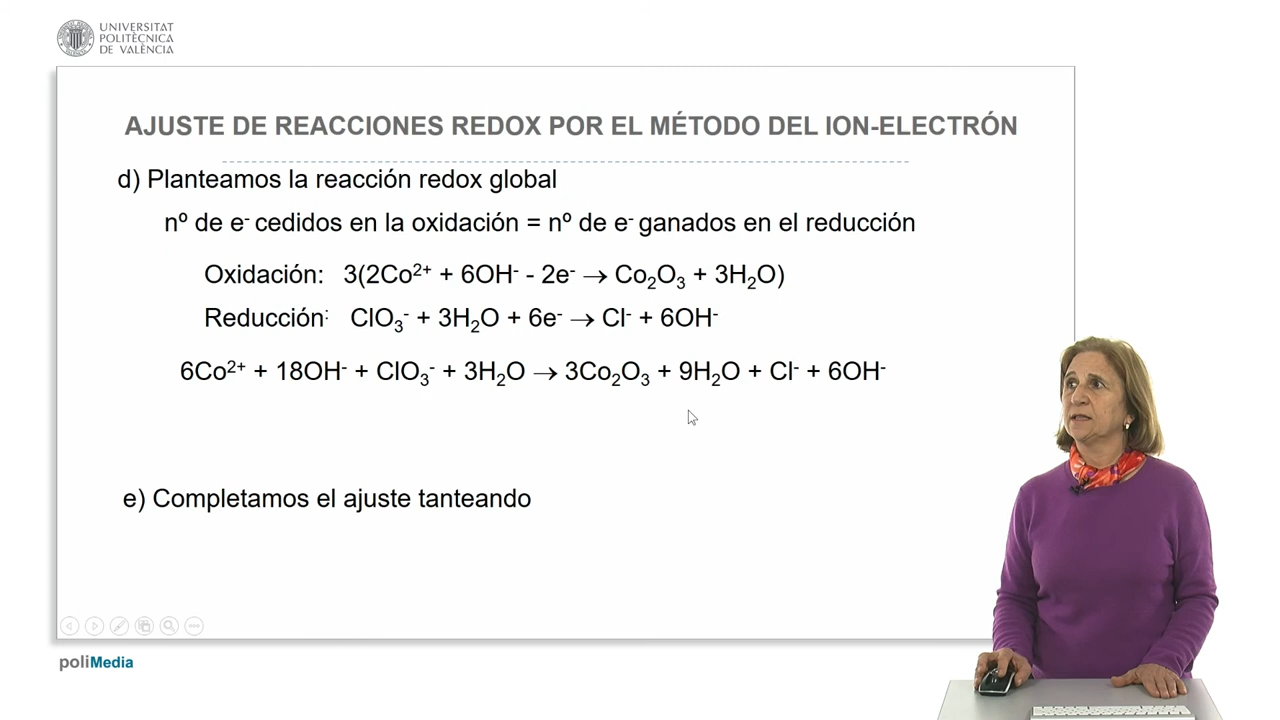 UNIVERSITAT
POLITÈCNICA
DE VALÈNCIA
AJUSTE DE REACCIONES REDOX POR EL MÉTODO DEL ION-ELECTRÓN
d) Planteamos la reacción redox global
nº de e⁻ cedidos en la oxidación = nº de e⁻ ganados en el reducción
Oxidación: 3(2Co²⁺ + 6OH⁻ - 2e⁻ → Co₂O₃ + 3H₂O)
Reducción: ClO₃⁻ + 3H₂O + 6e⁻ → Cl⁻ + 6OH⁻
6Co²⁺ + 18OH⁻ + ClO₃⁻ + 3H₂O → 3Co₂O₃ + 9H₂O + Cl⁻ + 6OH⁻
e) Completamos el ajuste tanteando
poliMedia